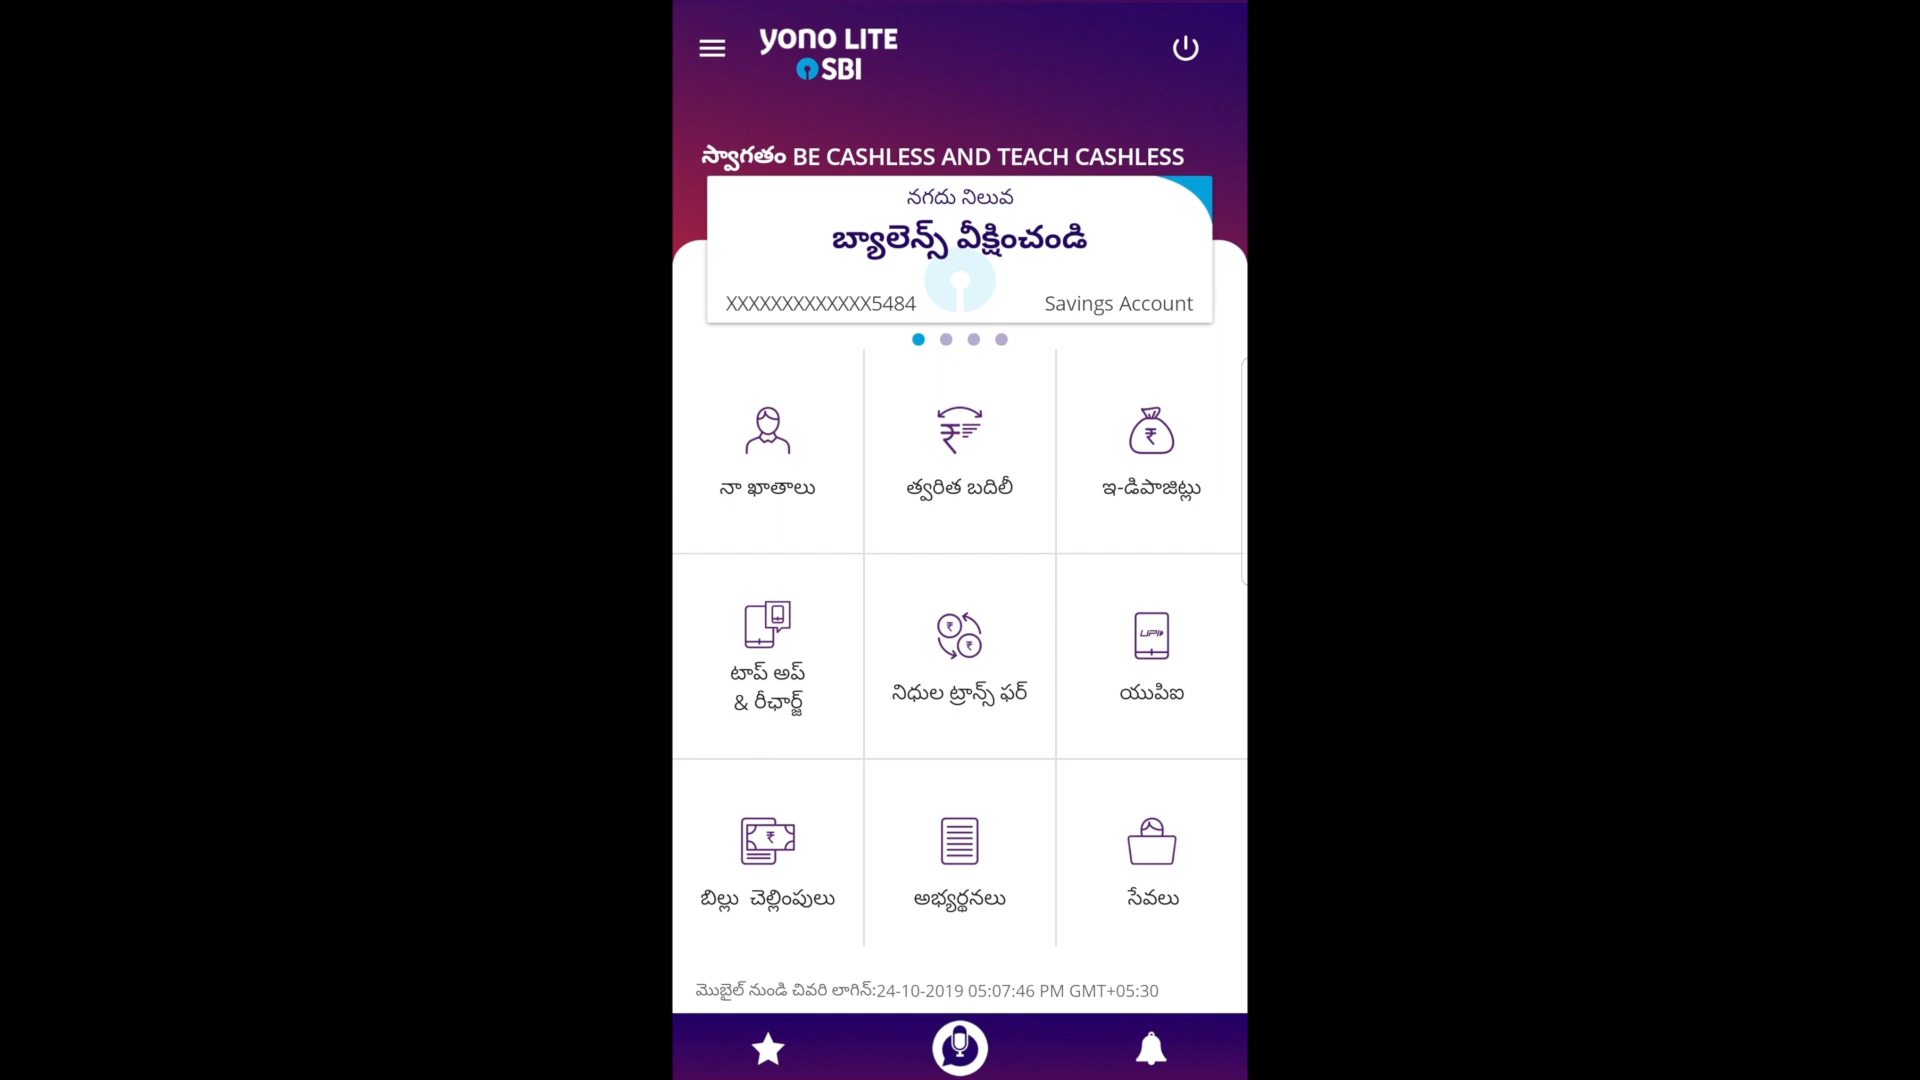 yono LITE
SBI
స్వాగతం BE CASHLESS AND TEACH CASHLESS
నగదు నిలువ
బ్యాలెన్స్ వీక్షించండి
XXXXXXXXXXXXX5484 Savings Account
నా ఖాతాలు త్వరిత బదిలీ ఇ-డిపాజిట్లు
UPI
టాప్ అప్
& రీఛార్జ్
నిధుల ట్రాన్స్ ఫర్ యుపిఐ
బిల్లు చెల్లింపులు అభ్యర్థనలు సేవలు
మొబైల్ నుండి చివరి లాగిన్:24-10-2019 05:07:46 PM GMT+05:30